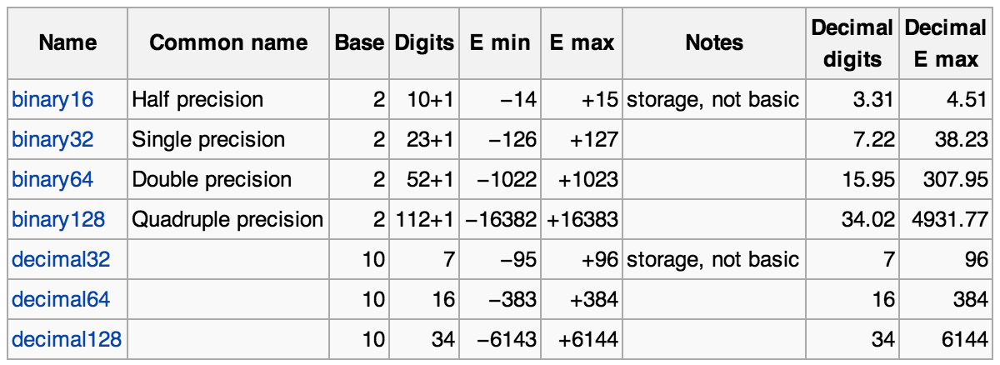 Name Common name Base Digits E min E max Notes Decimal digits Decimal E max
binary16 Half precision 2 10+1 −14 +15 storage, not basic 3.31 4.51
binary32 Single precision 2 23+1 −126 +127 7.22 38.23
binary64 Double precision 2 52+1 −1022 +1023 15.95 307.95
binary128 Quadruple precision 2 112+1 −16382 +16383 34.02 4931.77
decimal32 10 7 −95 +96 storage, not basic 7 96
decimal64 10 16 −383 +384 16 384
decimal128 10 34 −6143 +6144 34 6144